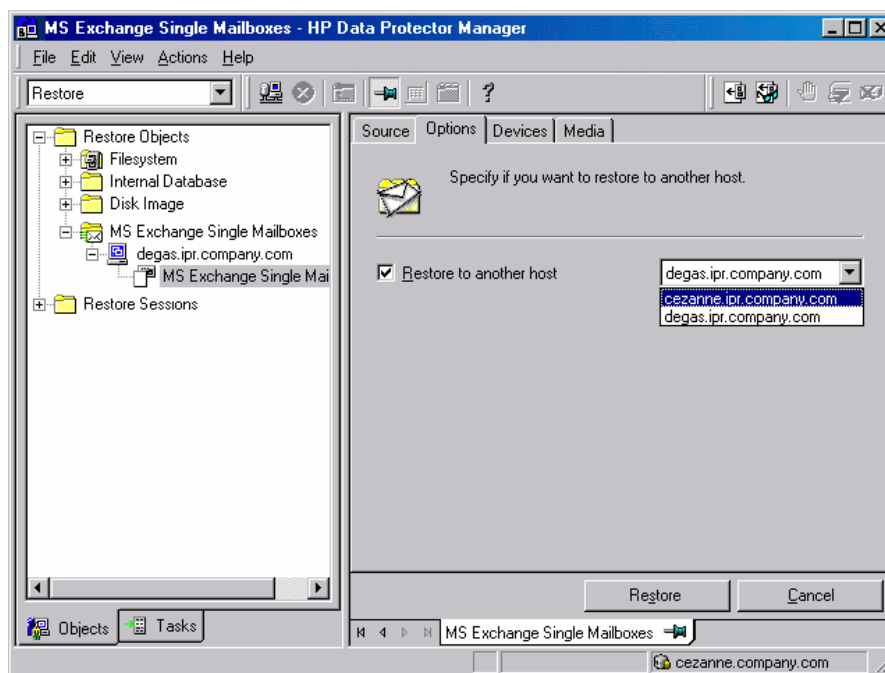 MS Exchange Single Mailboxes - HP Data Protector Manager
File Edit View Actions Help
Restore
?
Restore Objects
Filesystem
Internal Database
Disk Image
MS Exchange Single Mailboxes
degas.ipr.company.com
MS Exchange Single Mai
Restore Sessions
Objects
Tasks
Source Options Devices Media
Specify if you want to restore to another host.
Restore to another host
degas.ipr.company.com
cezanne.ipr.company.com
degas.ipr.company.com
Restore Cancel
MS Exchange Single Mailboxes
cezanne.company.com